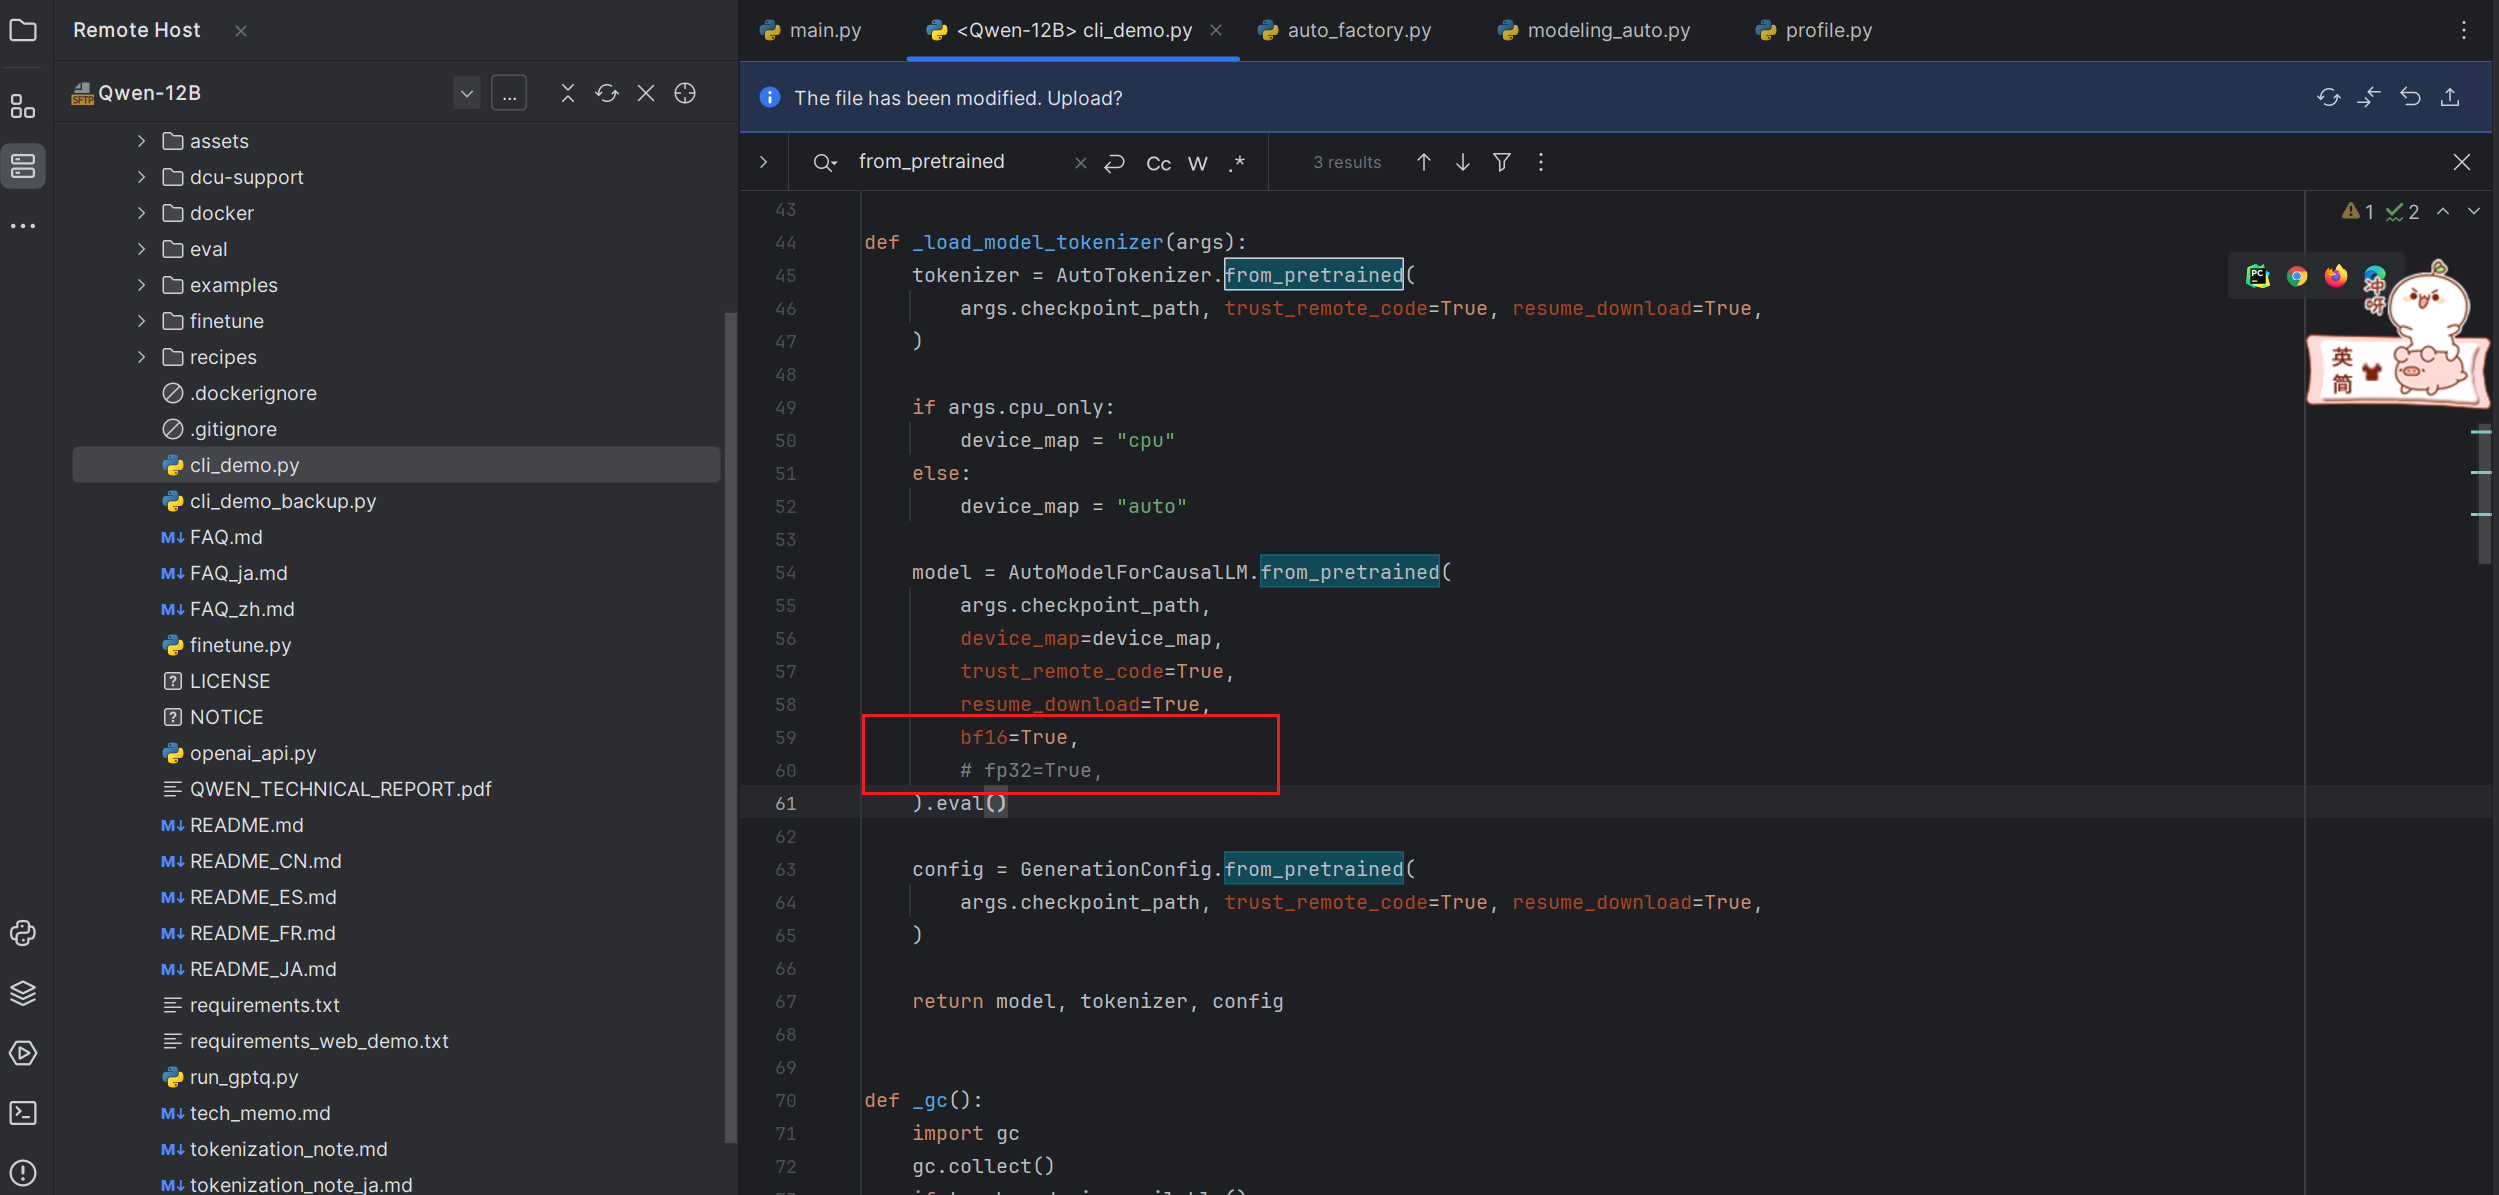 Remote Host
main.py
<Qwen-12B> cli_demo.py
auto_factory.py
modeling_auto.py
profile.py
SFTP Qwen-12B
...
The file has been modified. Upload?
from_pretrained
Cc W .*
3 results
assets
dcu-support
docker
eval
examples
finetune
recipes
.dockerignore
.gitignore
cli_demo.py
cli_demo_backup.py
M↓ FAQ.md
M↓ FAQ_ja.md
M↓ FAQ_zh.md
finetune.py
? LICENSE
? NOTICE
openai_api.py
QWEN_TECHNICAL_REPORT.pdf
M↓ README.md
M↓ README_CN.md
M↓ README_ES.md
M↓ README_FR.md
M↓ README_JA.md
requirements.txt
requirements_web_demo.txt
run_gptq.py
M↓ tech_memo.md
M↓ tokenization_note.md
M↓ tokenization_note_ja.md
1 2
PC
冲呀
英
简
43
44 def _load_model_tokenizer(args):
45 tokenizer = AutoTokenizer.from_pretrained(
46 args.checkpoint_path, trust_remote_code=True, resume_download=True,
47 )
48
49 if args.cpu_only:
50 device_map = "cpu"
51 else:
52 device_map = "auto"
53
54 model = AutoModelForCausalLM.from_pretrained(
55 args.checkpoint_path,
56 device_map=device_map,
57 trust_remote_code=True,
58 resume_download=True,
59 bf16=True,
60 # fp32=True,
61 ).eval()
62
63 config = GenerationConfig.from_pretrained(
64 args.checkpoint_path, trust_remote_code=True, resume_download=True,
65 )
66
67 return model, tokenizer, config
68
69
70 def _gc():
71 import gc
72 gc.collect()